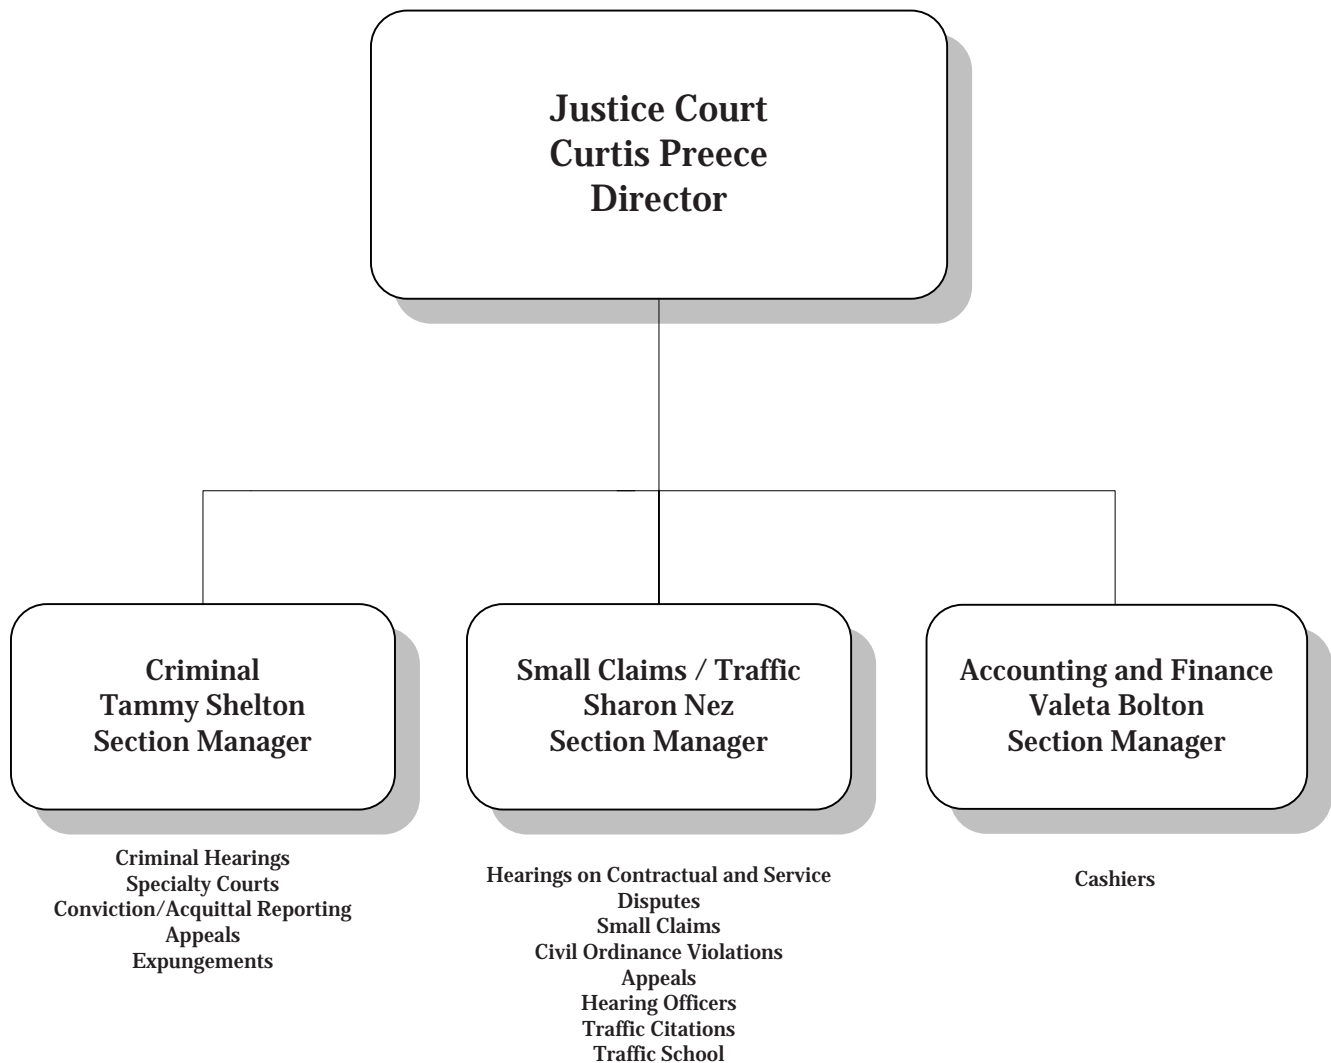 Justice Court
Curtis Preece
Director
Criminal
Tammy Shelton
Section Manager
Small Claims / Traffic
Sharon Nez
Section Manager
Accounting and Finance
Valeta Bolton
Section Manager
Criminal Hearings
Specialty Courts
Conviction/Acquittal Reporting
Appeals
Expungements
Hearings on Contractual and Service
Disputes
Small Claims
Civil Ordinance Violations
Appeals
Hearing Officers
Traffic Citations
Traffic School
Cashiers